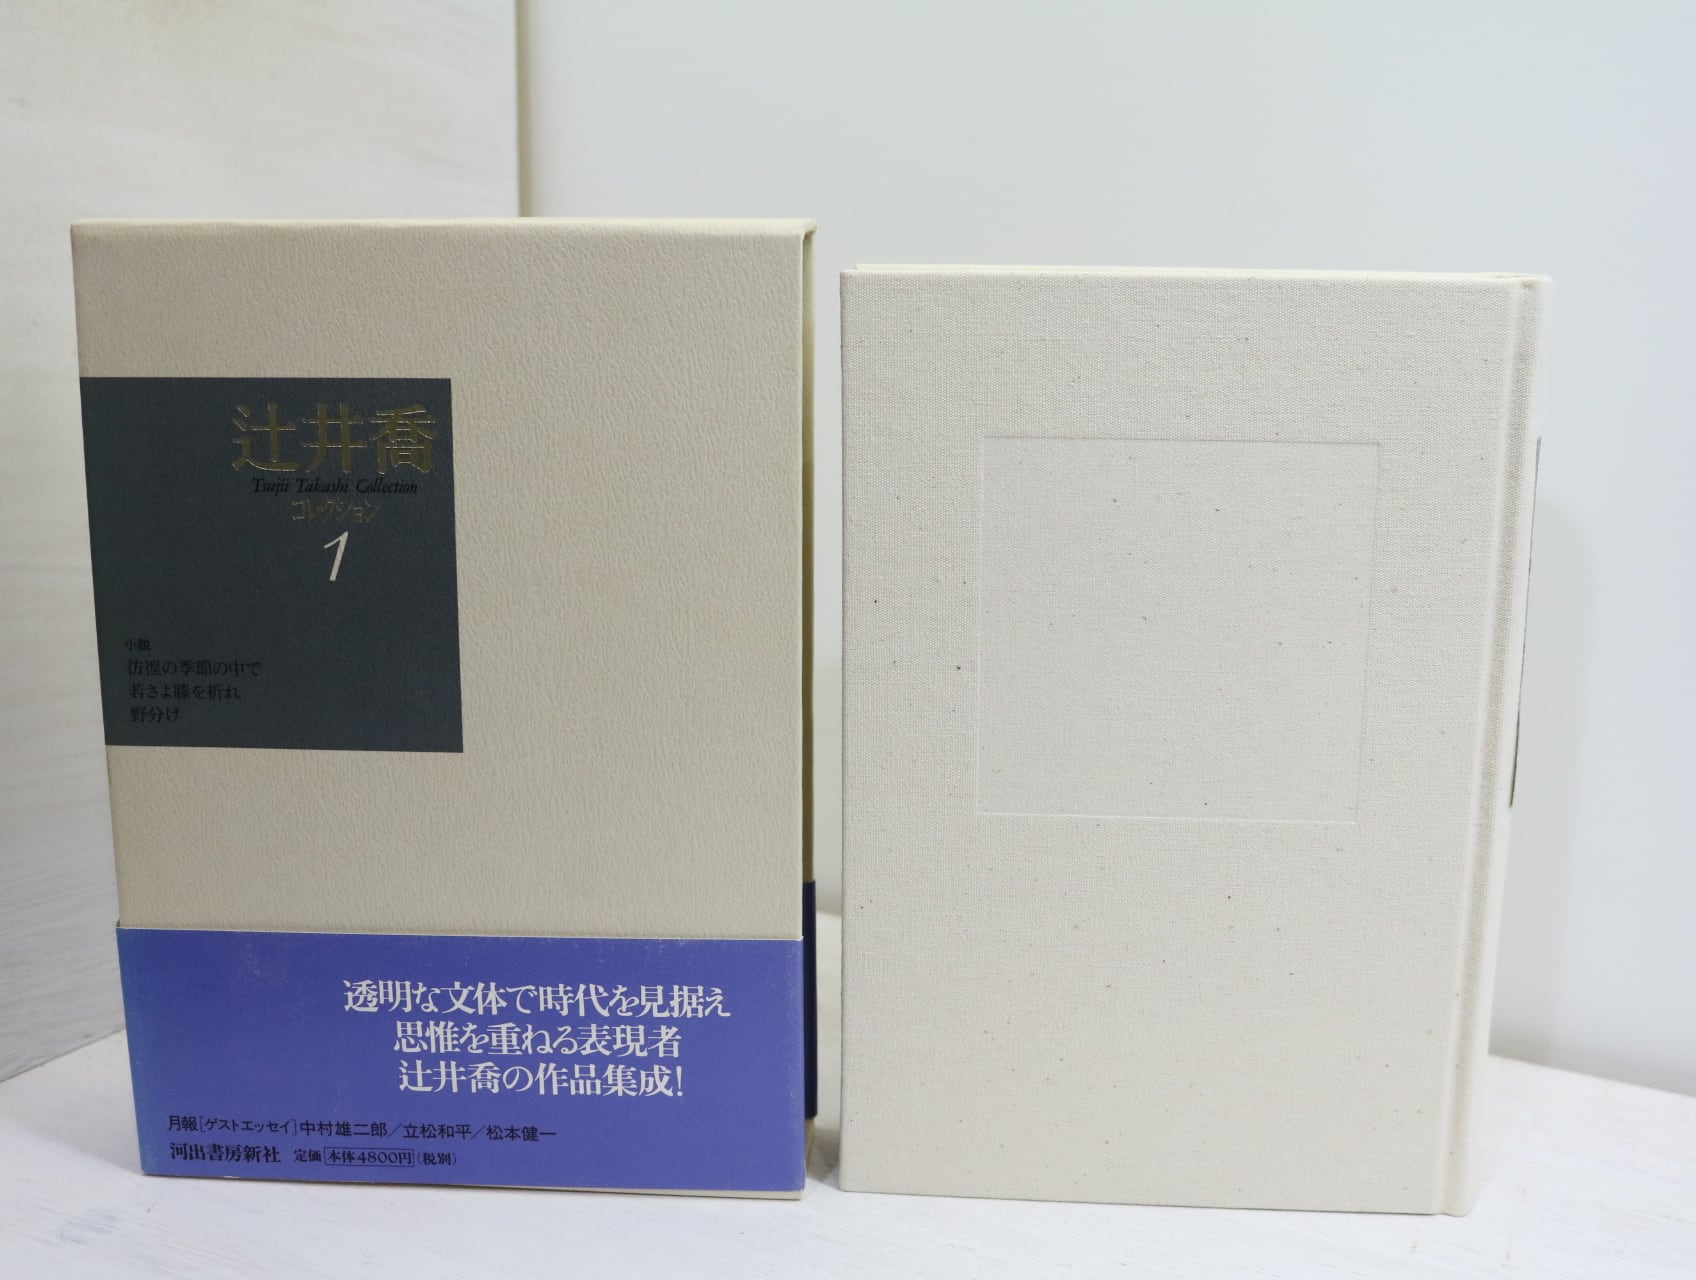 辻井喬
Tsujii Takashi Collection
コレクション
1
小説
彷徨の季節の中で
若さよ膝を折れ
野分け
透明な文体で時代を見据え
思惟を重ねる表現者
辻井喬の作品集成!
月報[ゲストエッセイ]中村雄二郎/立松和平/松本健一
河出書房新社 定価 本体4800円(税別)